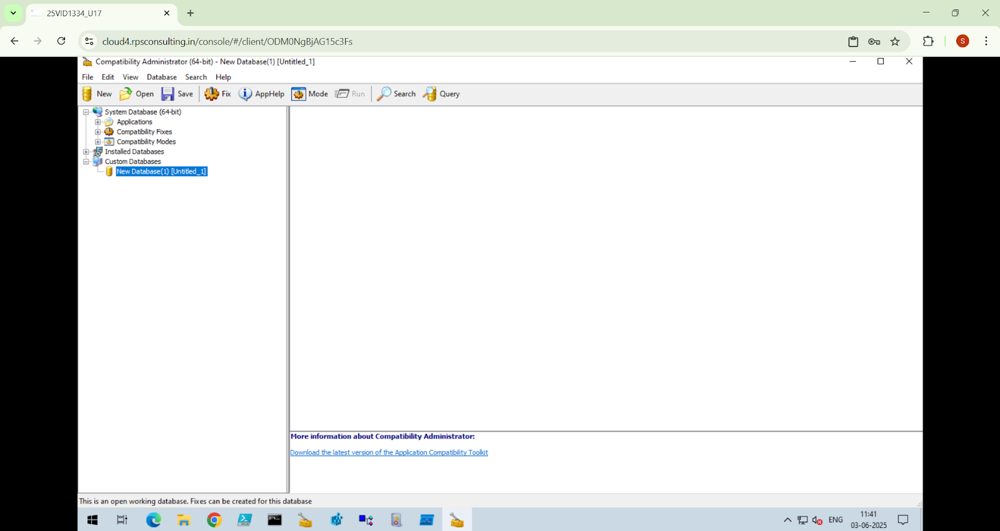 25VID1334_U17
cloud4.rpsconsulting.in/console/#/client/ODM0NgBjAG15c3Fs
S
Compatibility Administrator (64-bit) - New Database(1) [Untitled_1]
File Edit View Database Search Help
New Open Save Fix AppHelp Mode Run Search Query
System Database (64-bit)
Applications
Compatibility Fixes
Compatibility Modes
Installed Databases
Custom Databases
New Database(1) [Untitled_1]
More information about Compatibility Administrator:
Download the latest version of the Application Compatibility Toolkit
This is an open working database. Fixes can be created for this database
ENG
11:41
03-06-2025